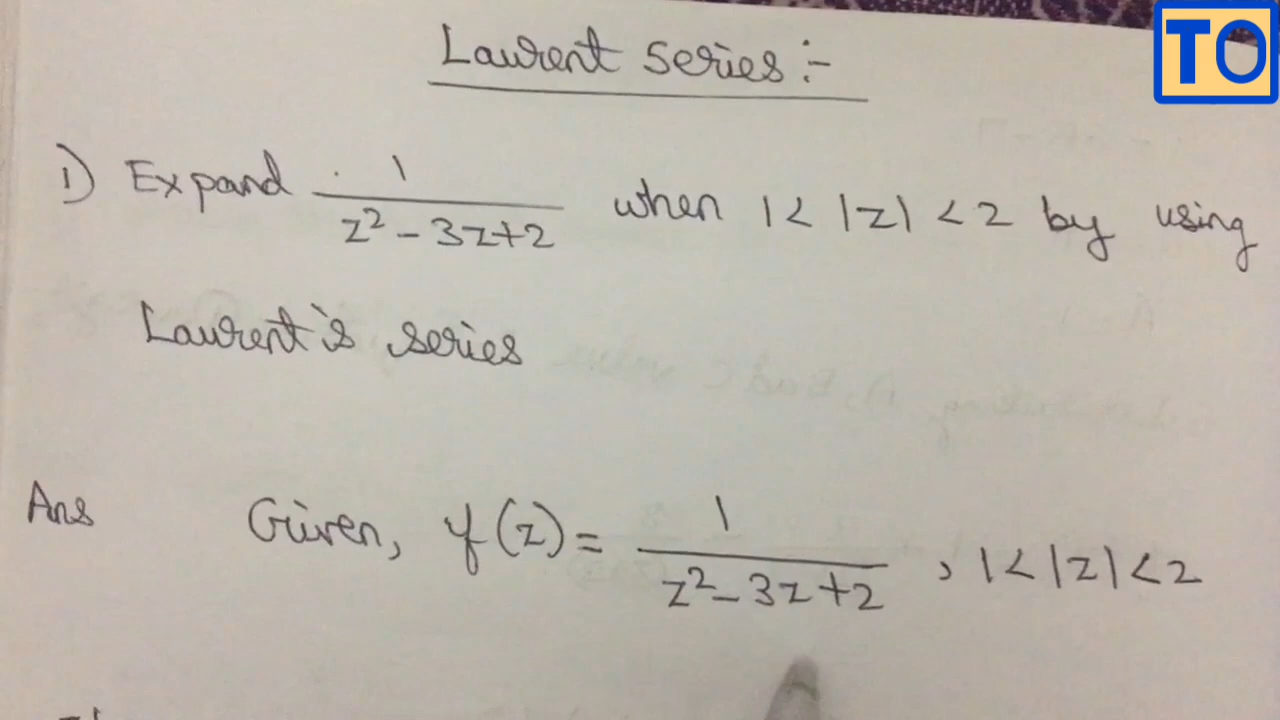 TO
Laurent series :-
1) Expand 1/(z² - 3z + 2) when 1 < |z| < 2 by using
Laurent's series
Ans Given, f(z) = 1/(z² - 3z + 2), 1 < |z| < 2